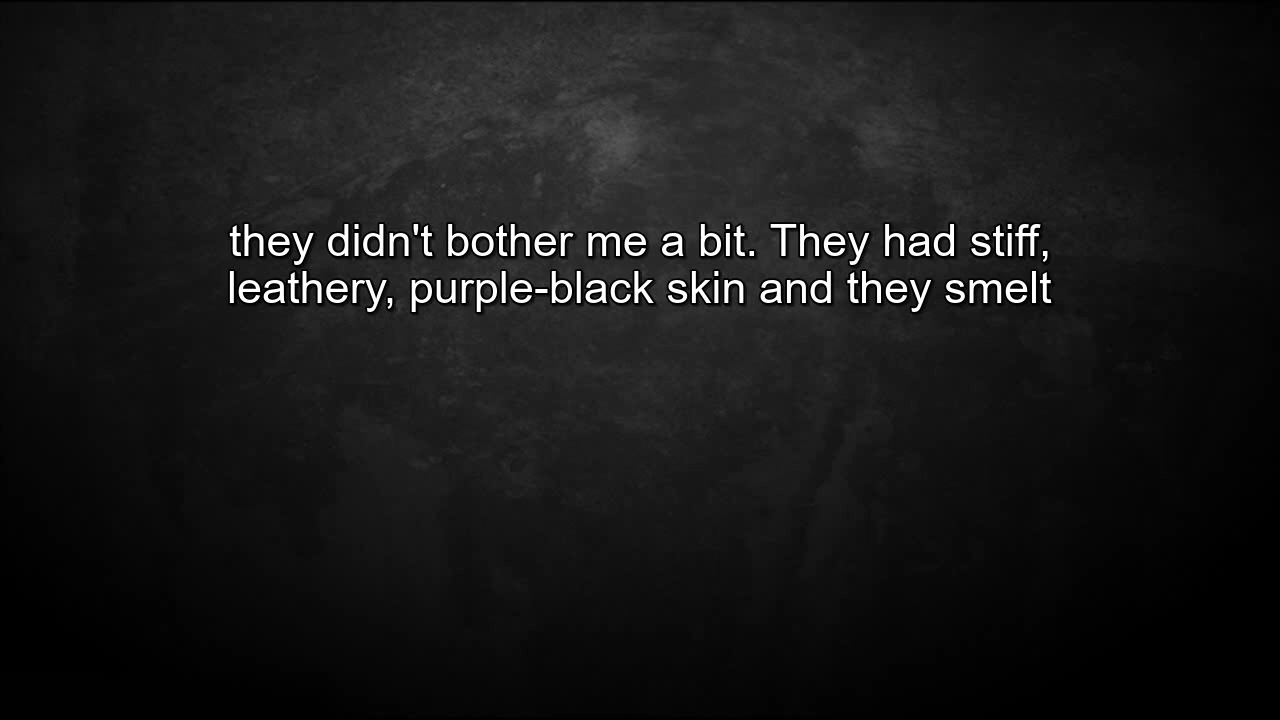 they didn't bother me a bit. They had stiff,
leathery, purple-black skin and they smelt